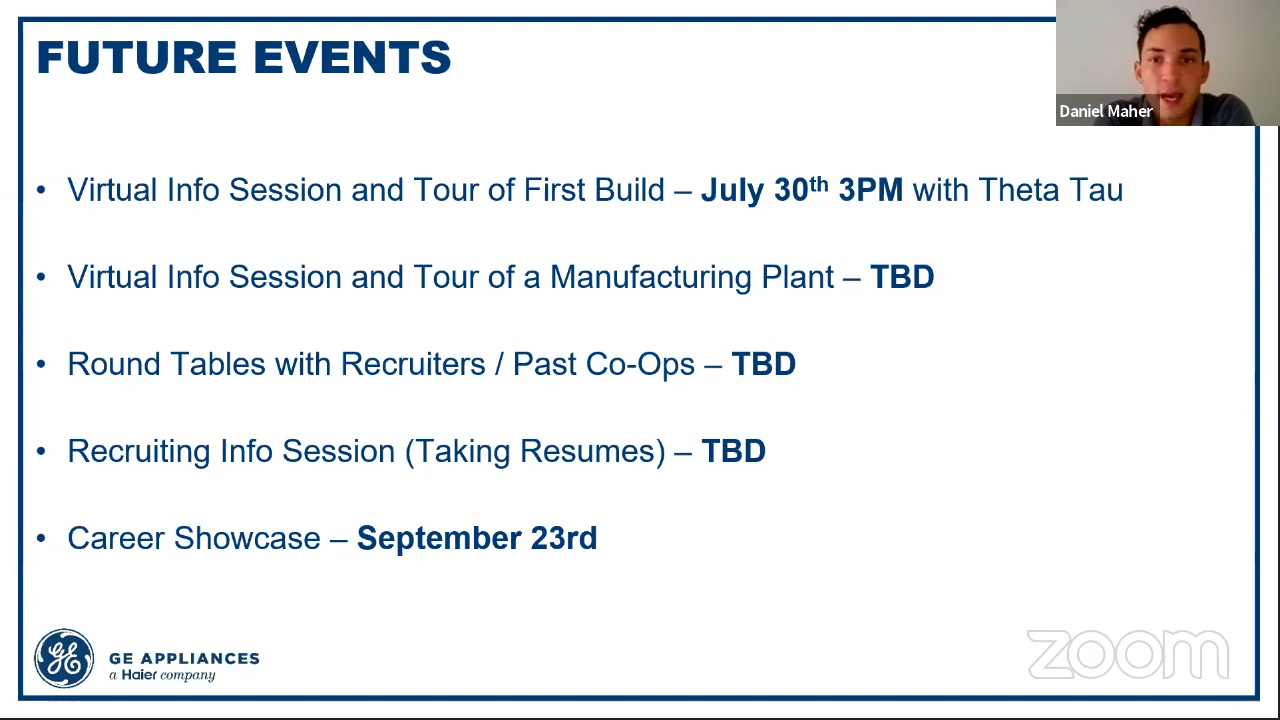 FUTURE EVENTS
Daniel Maher
• Virtual Info Session and Tour of First Build – July 30th 3PM with Theta Tau
• Virtual Info Session and Tour of a Manufacturing Plant – TBD
• Round Tables with Recruiters / Past Co-Ops – TBD
• Recruiting Info Session (Taking Resumes) – TBD
• Career Showcase – September 23rd
GE
GE APPLIANCES
a Haier company
zoom